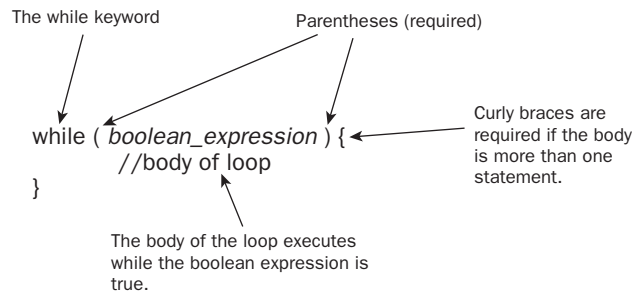 The while keyword
Parentheses (required)
while ( boolean_expression ) {
//body of loop
}
Curly braces are
required if the body
is more than one
statement.
The body of the loop executes
while the boolean expression is
true.